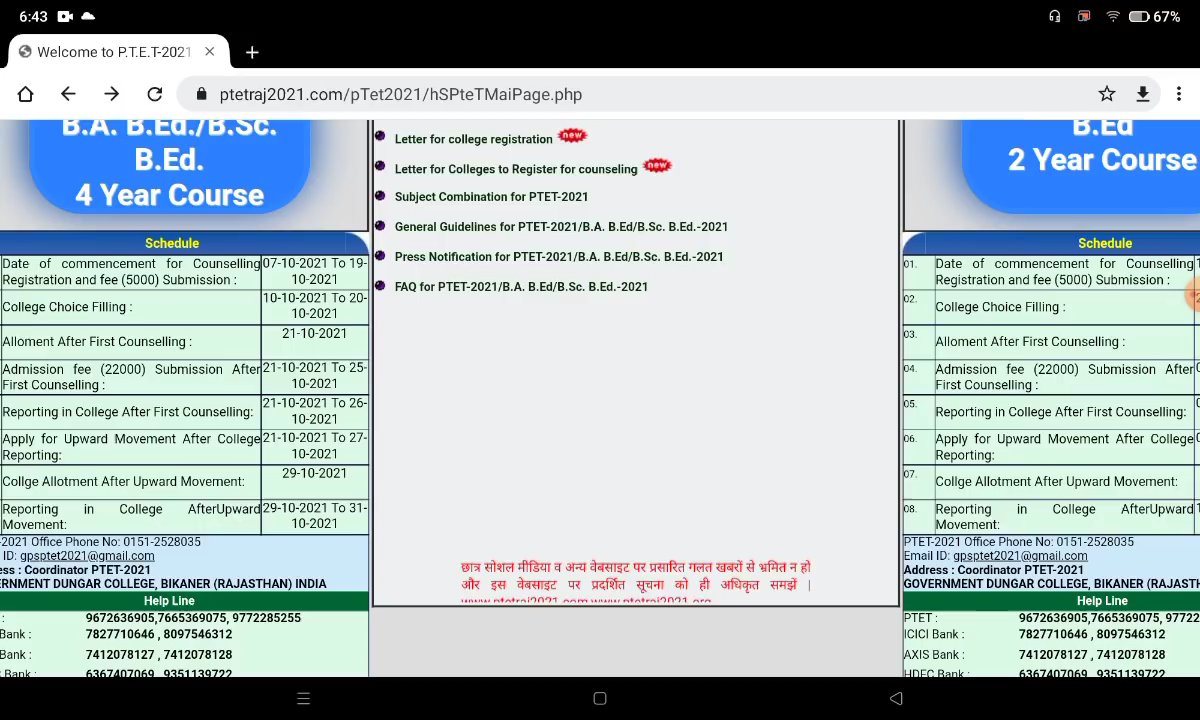 6:43
67%
Welcome to P.T.E.T-2021
ptetraj2021.com/pTet2021/hSPteTMaiPage.php
B.A. B.Ed./B.Sc.
B.Ed.
4 Year Course
Schedule
Date of commencement for Counselling 07-10-2021 To 19-
Registration and fee (5000) Submission : 10-2021
College Choice Filling : 10-10-2021 To 20-
10-2021
Alloment After First Counselling : 21-10-2021
Admission fee (22000) Submission After 21-10-2021 To 25-
First Counselling : 10-2021
Reporting in College After First Counselling: 21-10-2021 To 26-
10-2021
Apply for Upward Movement After College 21-10-2021 To 27-
Reporting: 10-2021
Collge Allotment After Upward Movement: 29-10-2021
Reporting in College AfterUpward 29-10-2021 To 31-
Movement: 10-2021
-2021 Office Phone No: 0151-2528035
ID: gpsptet2021@gmail.com
ess : Coordinator PTET-2021
ERNMENT DUNGAR COLLEGE, BIKANER (RAJASTHAN) INDIA
Help Line
: 9672636905,7665369075, 9772285255
Bank : 7827710646 , 8097546312
Bank : 7412078127 , 7412078128
Bank : 6367407069 9351139722
Letter for college registration new
Letter for Colleges to Register for counseling new
Subject Combination for PTET-2021
General Guidelines for PTET-2021/B.A. B.Ed/B.Sc. B.Ed.-2021
Press Notification for PTET-2021/B.A. B.Ed/B.Sc. B.Ed.-2021
FAQ for PTET-2021/B.A. B.Ed/B.Sc. B.Ed.-2021
छात्र सोशल मीडिया व अन्य वेबसाइट पर प्रसारित गलत खबरों से भ्रमित न हो
और इस वेबसाइट पर प्रदर्शित सूचना को ही अधिकृत समझें |
www.ptetraj2021.com www.ptetraj2021.org
B.Ed
2 Year Course
Schedule
01. Date of commencement for Counselling
Registration and fee (5000) Submission :
02. College Choice Filling :
03. Alloment After First Counselling :
04. Admission fee (22000) Submission After
First Counselling :
05. Reporting in College After First Counselling:
06. Apply for Upward Movement After College
Reporting:
07. Collge Allotment After Upward Movement:
08. Reporting in College AfterUpward
Movement:
PTET-2021 Office Phone No: 0151-2528035
Email ID: gpsptet2021@gmail.com
Address : Coordinator PTET-2021
GOVERNMENT DUNGAR COLLEGE, BIKANER (RAJAST
Help Line
PTET : 9672636905,7665369075, 9772
ICICI Bank : 7827710646 , 8097546312
AXIS Bank : 7412078127 , 7412078128
HDFC Bank : 6367407069 9351139722